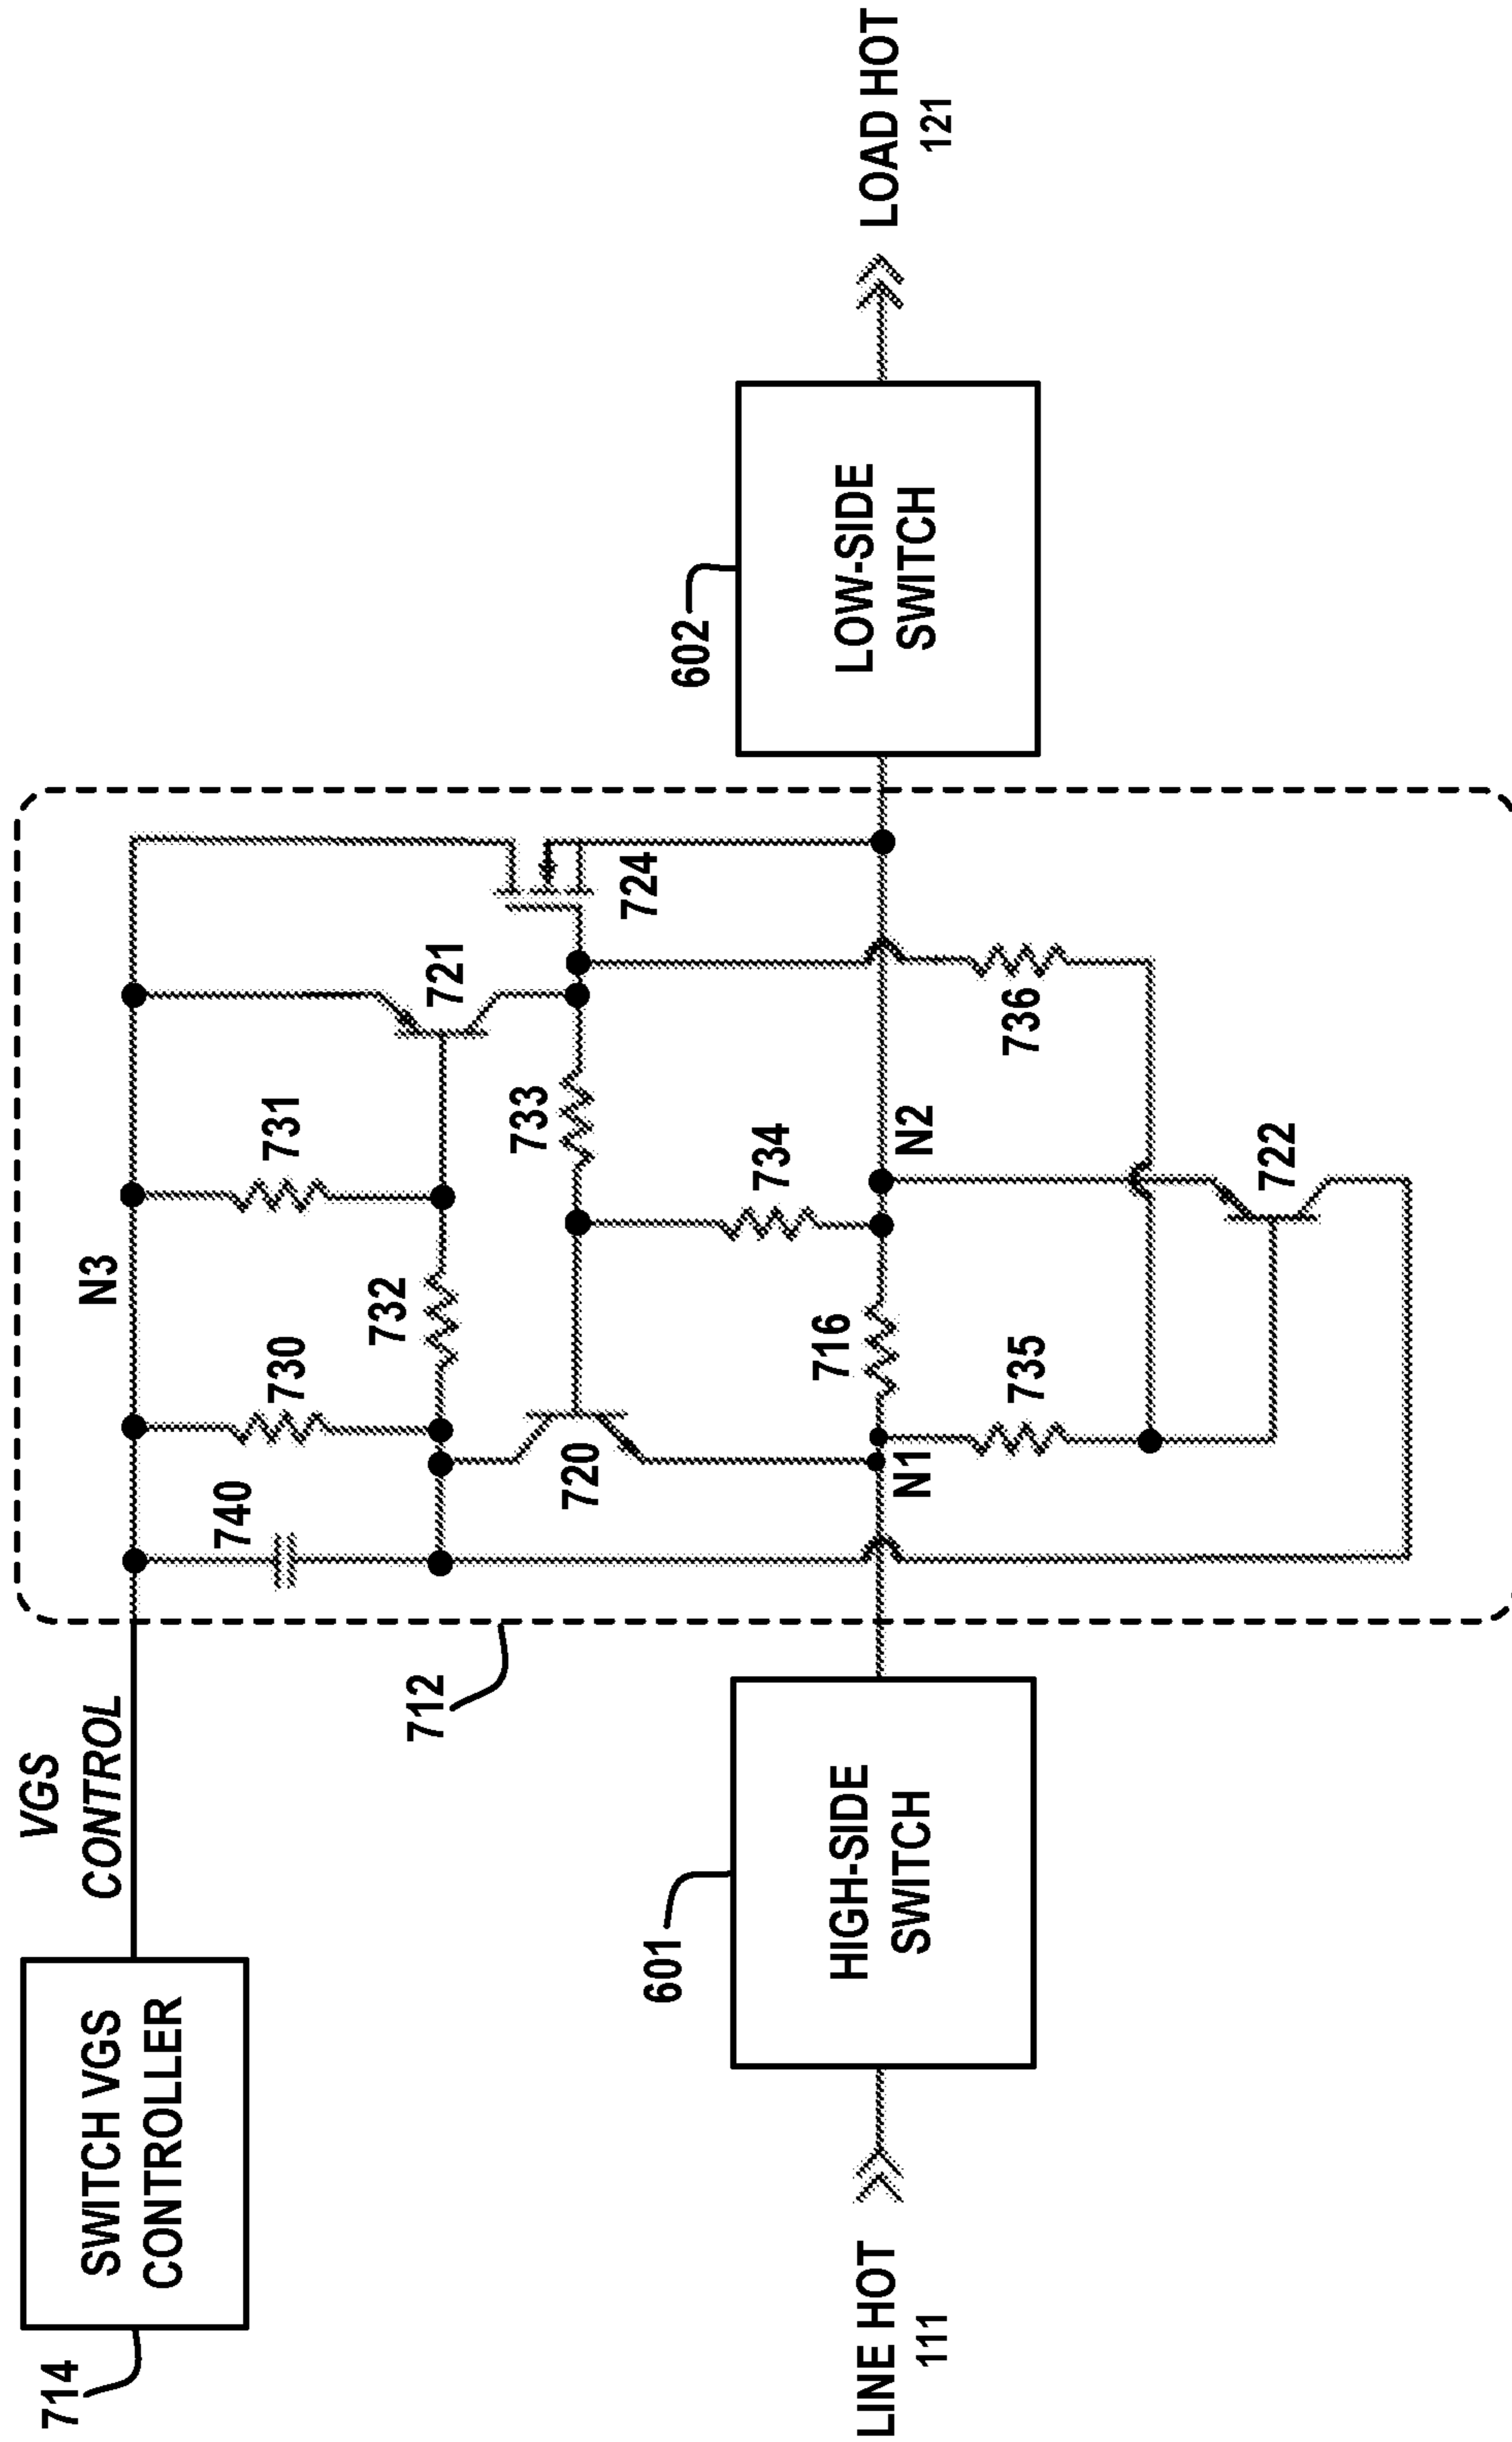 714
SWITCH VGS
CONTROLLER
VGS
CONTROL
712
N3
740
730
731
732
721
733
724
720
734
716
N1
N2
735
736
722
LINE HOT
111
601
HIGH-SIDE
SWITCH
602
LOW-SIDE
SWITCH
LOAD HOT
121